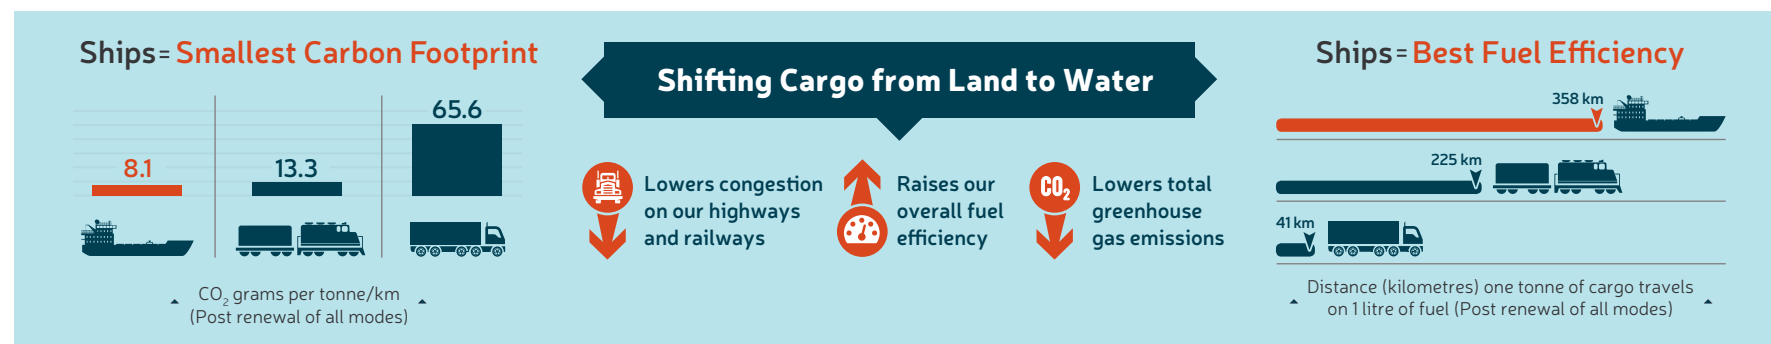 Ships = Smallest Carbon Footprint
65.6
8.1
13.3
CO₂ grams per tonne/km
(Post renewal of all modes)
Shifting Cargo from Land to Water
Lowers congestion
on our highways
and railways
Raises our
overall fuel
efficiency
CO₂
Lowers total
greenhouse
gas emissions
Ships = Best Fuel Efficiency
358 km
225 km
41 km
Distance (kilometres) one tonne of cargo travels
on 1 litre of fuel (Post renewal of all modes)